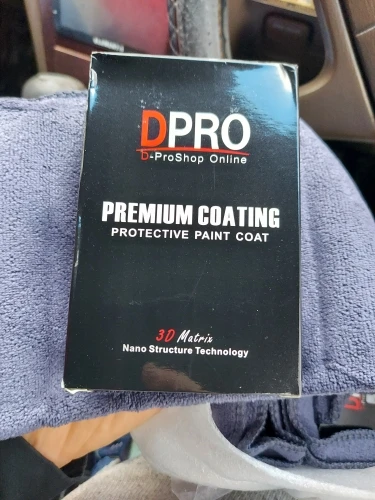 DPRO
D-ProShop Online
PREMIUM COATING
PROTECTIVE PAINT COAT
3D Matrix
Nano Structure Technology